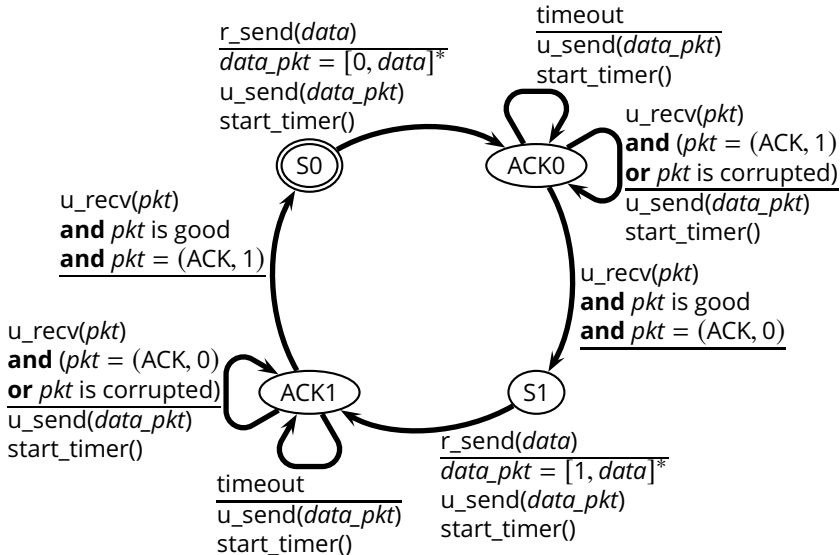 r_send(data)
data_pkt = [0, data]*
u_send(data_pkt)
start_timer()
timeout
u_send(data_pkt)
start_timer()
S0
ACK0
u_recv(pkt)
and (pkt = (ACK, 1)
or pkt is corrupted)
u_send(data_pkt)
start_timer()
u_recv(pkt)
and pkt is good
and pkt = (ACK, 1)
u_recv(pkt)
and pkt is good
and pkt = (ACK, 0)
u_recv(pkt)
and (pkt = (ACK, 0)
or pkt is corrupted)
u_send(data_pkt)
start_timer()
ACK1
S1
timeout
u_send(data_pkt)
start_timer()
r_send(data)
data_pkt = [1, data]*
u_send(data_pkt)
start_timer()